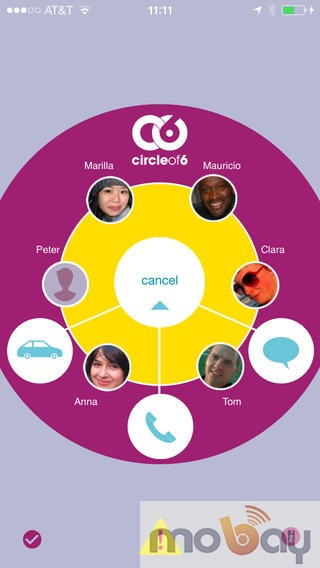 AT&T
11:11
circleof6
Marilla
Mauricio
Peter
Clara
cancel
Anna
Tom
mobay